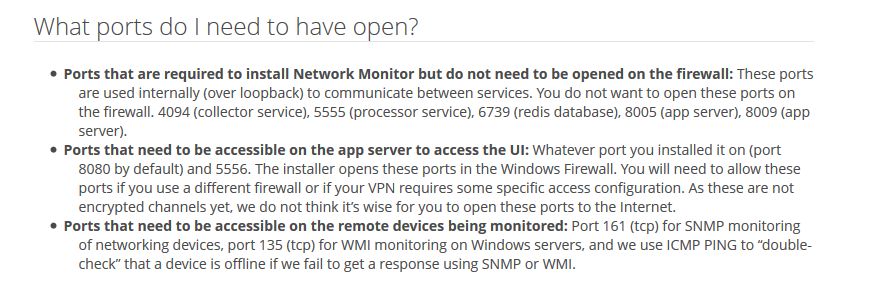 What ports do I need to have open?
• Ports that are required to install Network Monitor but do not need to be opened on the firewall: These ports
are used internally (over loopback) to communicate between services. You do not want to open these ports on
the firewall. 4094 (collector service), 5555 (processor service), 6739 (redis database), 8005 (app server), 8009 (app
server).
• Ports that need to be accessible on the app server to access the UI: Whatever port you installed it on (port
8080 by default) and 5556. The installer opens these ports in the Windows Firewall. You will need to allow these
ports if you use a different firewall or if your VPN requires some specific access configuration. As these are not
encrypted channels yet, we do not think it’s wise for you to open these ports to the Internet.
• Ports that need to be accessible on the remote devices being monitored: Port 161 (tcp) for SNMP monitoring
of networking devices, port 135 (tcp) for WMI monitoring on Windows servers, and we use ICMP PING to “double-
check” that a device is offline if we fail to get a response using SNMP or WMI.